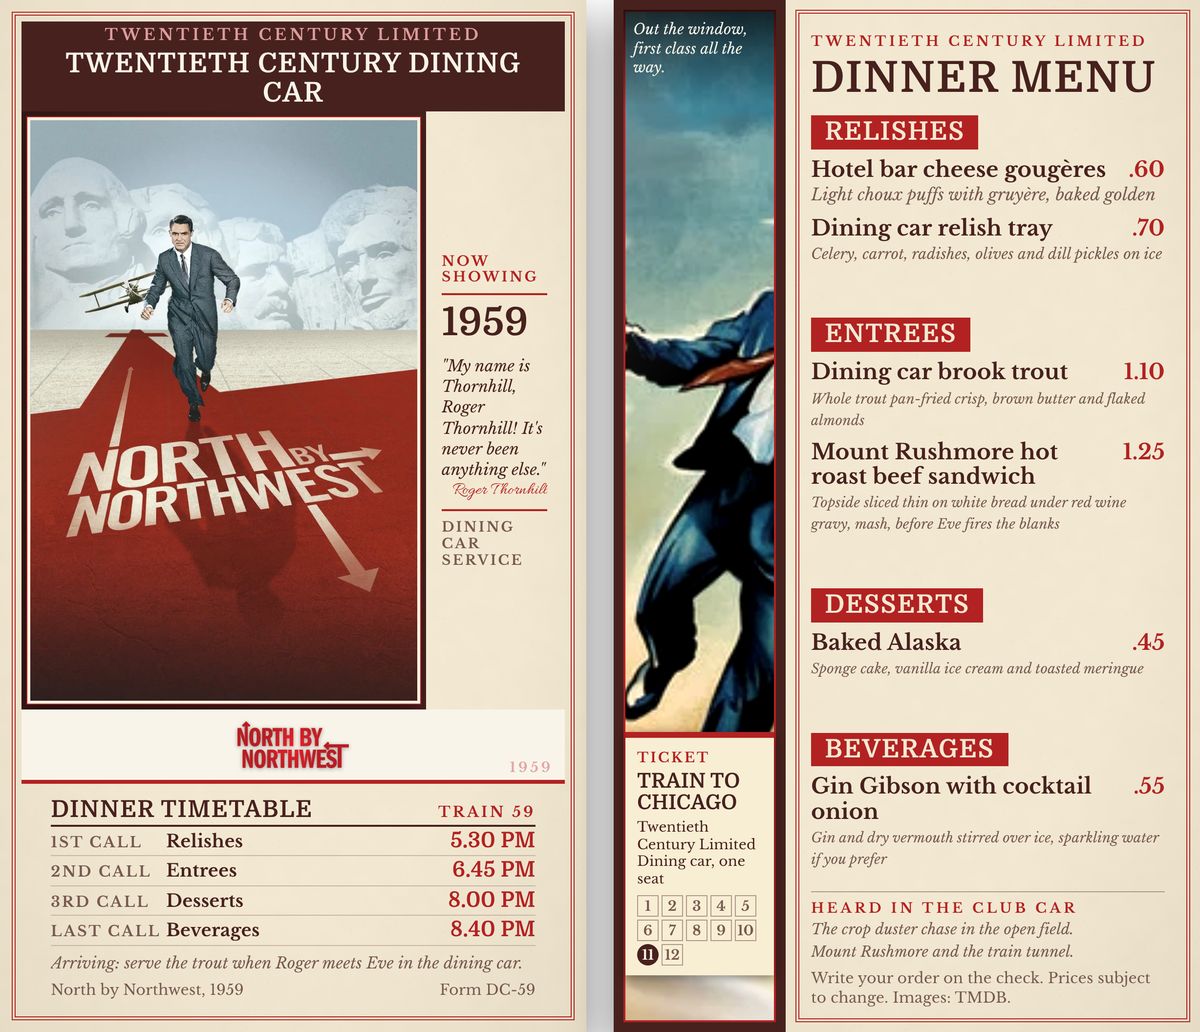 TWENTIETH CENTURY LIMITED
TWENTIETH CENTURY DINING
CAR
NORTH BY
NORTHWEST
NOW
SHOWING
1959
"My name is
Thornhill,
Roger
Thornhill! It's
never been
anything else."
Roger Thornhill
DINING
CAR
SERVICE
NORTH BY
NORTHWEST
1959
DINNER TIMETABLE TRAIN 59
1ST CALL Relishes 5.30 PM
2ND CALL Entrees 6.45 PM
3RD CALL Desserts 8.00 PM
LAST CALL Beverages 8.40 PM
Arriving: serve the trout when Roger meets Eve in the dining car.
North by Northwest, 1959 Form DC-59
Out the window,
first class all the
way.
TICKET
TRAIN TO
CHICAGO
Twentieth
Century Limited
Dining car, one
seat
1 2 3 4 5
6 7 8 9 10
11 12
TWENTIETH CENTURY LIMITED
DINNER MENU
RELISHES
Hotel bar cheese gougères .60
Light choux puffs with gruyère, baked golden
Dining car relish tray .70
Celery, carrot, radishes, olives and dill pickles on ice
ENTREES
Dining car brook trout 1.10
Whole trout pan-fried crisp, brown butter and flaked
almonds
Mount Rushmore hot 1.25
roast beef sandwich
Topside sliced thin on white bread under red wine
gravy, mash, before Eve fires the blanks
DESSERTS
Baked Alaska .45
Sponge cake, vanilla ice cream and toasted meringue
BEVERAGES
Gin Gibson with cocktail .55
onion
Gin and dry vermouth stirred over ice, sparkling water
if you prefer
HEARD IN THE CLUB CAR
The crop duster chase in the open field.
Mount Rushmore and the train tunnel.
Write your order on the check. Prices subject
to change. Images: TMDB.